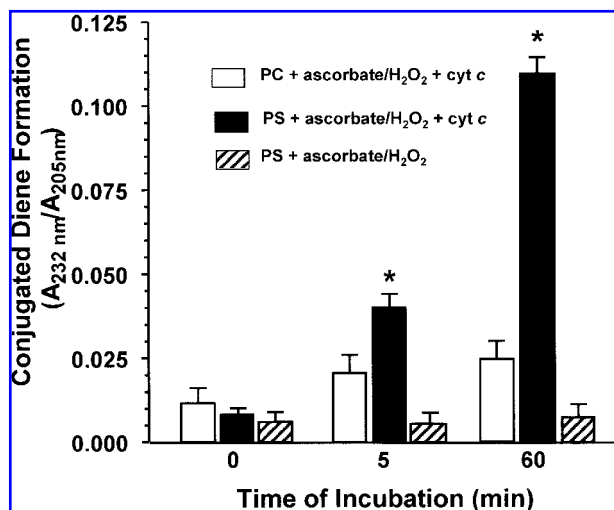 Conjugated Diene Formation
(A232 nm/A205nm)
0.125
0.100
0.075
0.050
0.025
0.000
PC + ascorbate/H2O2 + cyt c
PS + ascorbate/H2O2 + cyt c
PS + ascorbate/H2O2
*
*
0 5 60
Time of Incubation (min)